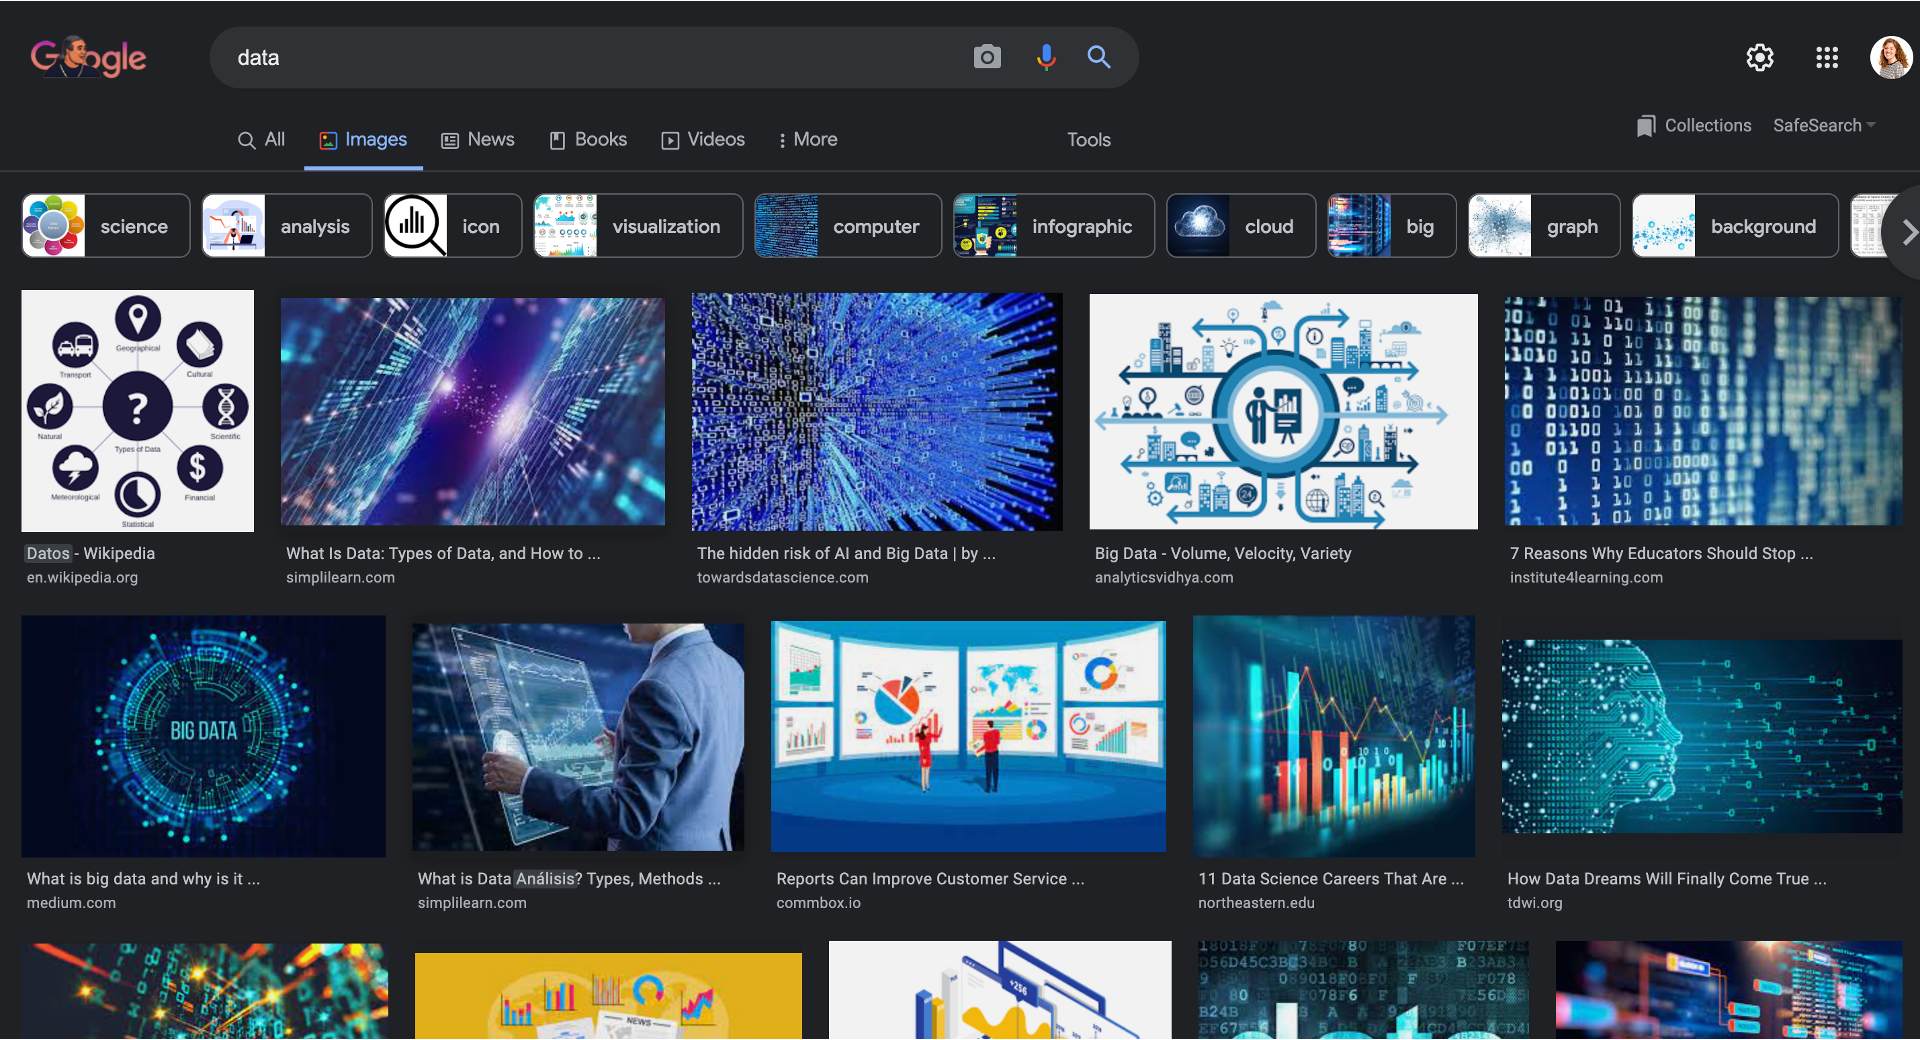 Google
data
All
Images
News
Books
Videos
More
Tools
Collections
SafeSearch
science
analysis
icon
visualization
computer
infographic
cloud
big
graph
background
Geographical
Transport
Cultural
?
Natural
Scientific
Types of Data
Meteorological
$
Financial
Statistical
Datos - Wikipedia
en.wikipedia.org
What Is Data: Types of Data, and How to ...
simplilearn.com
The hidden risk of AI and Big Data | by ...
towardsdatascience.com
Big Data - Volume, Velocity, Variety
analyticsvidhya.com
7 Reasons Why Educators Should Stop ...
institute4learning.com
BIG DATA
What is big data and why is it ...
medium.com
What is Data Análisis? Types, Methods ...
simplilearn.com
Reports Can Improve Customer Service ...
commbox.io
11 Data Science Careers That Are ...
northeastern.edu
How Data Dreams Will Finally Come True ...
tdwi.org
NEWS
+256